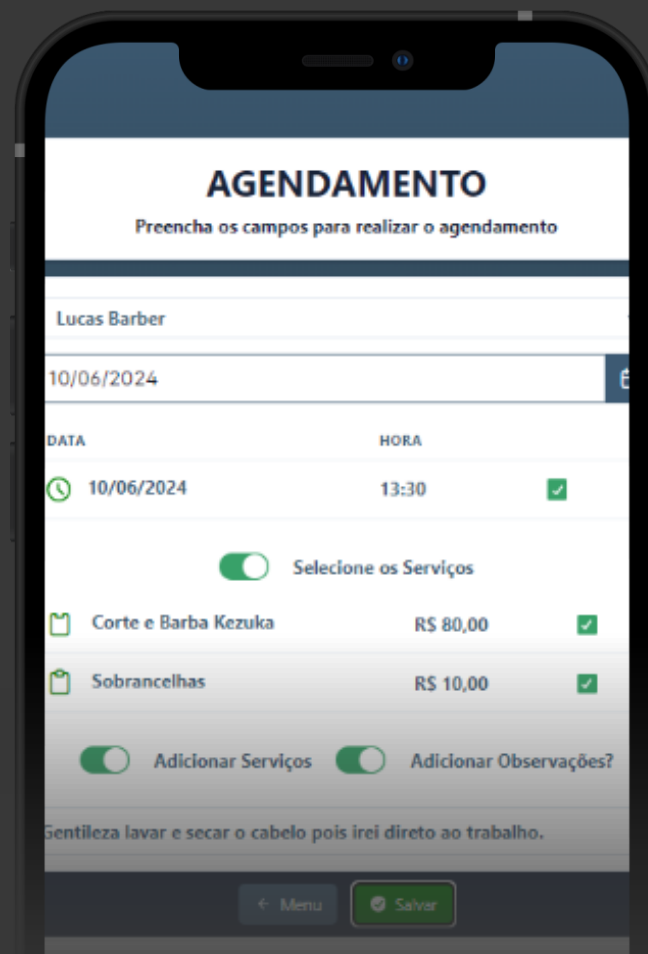 AGENDAMENTO
Preencha os campos para realizar o agendamento
Lucas Barber
10/06/2024
DATA HORA
10/06/2024 13:30
Selecione os Serviços
Corte e Barba Kezuka R$ 80,00
Sobrancelhas R$ 10,00
Adicionar Serviços Adicionar Observações?
Gentileza lavar e secar o cabelo pois irei direto ao trabalho.
Menu Salvar